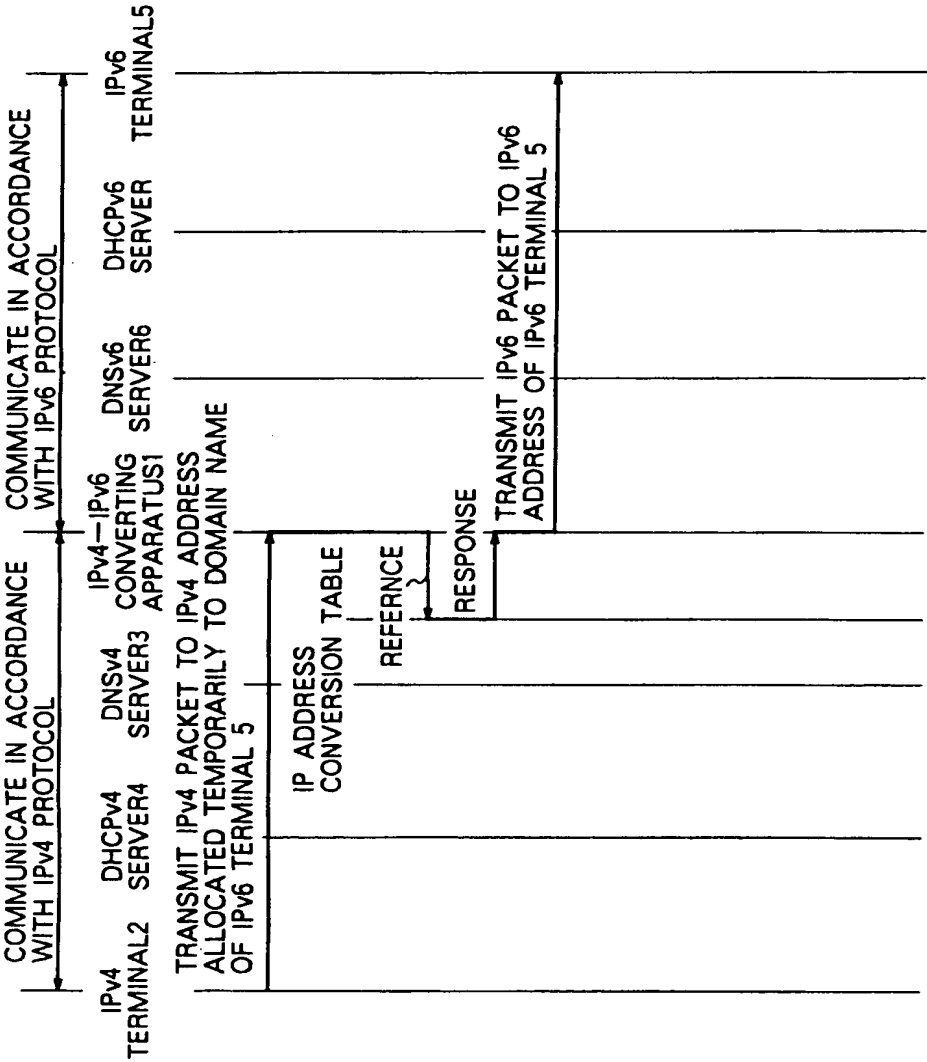 COMMUNICATE IN ACCORDANCE
WITH IPv4 PROTOCOL
COMMUNICATE IN ACCORDANCE
WITH IPv6 PROTOCOL
IPv4
TERMINAL2
DHCPv4
SERVER4
DNSv4
SERVER3
IPv4—IPv6
CONVERTING
APPARATUS1
DNSv6
SERVER6
DHCPv6
SERVER
IPv6
TERMINAL5
TRANSMIT IPv4 PACKET TO IPv4 ADDRESS
ALLOCATED TEMPORARILY TO DOMAIN NAME
OF IPv6 TERMINAL 5
IP ADDRESS
CONVERSION TABLE
REFERNCE
RESPONSE
TRANSMIT IPv6 PACKET TO IPv6
ADDRESS OF IPv6 TERMINAL 5